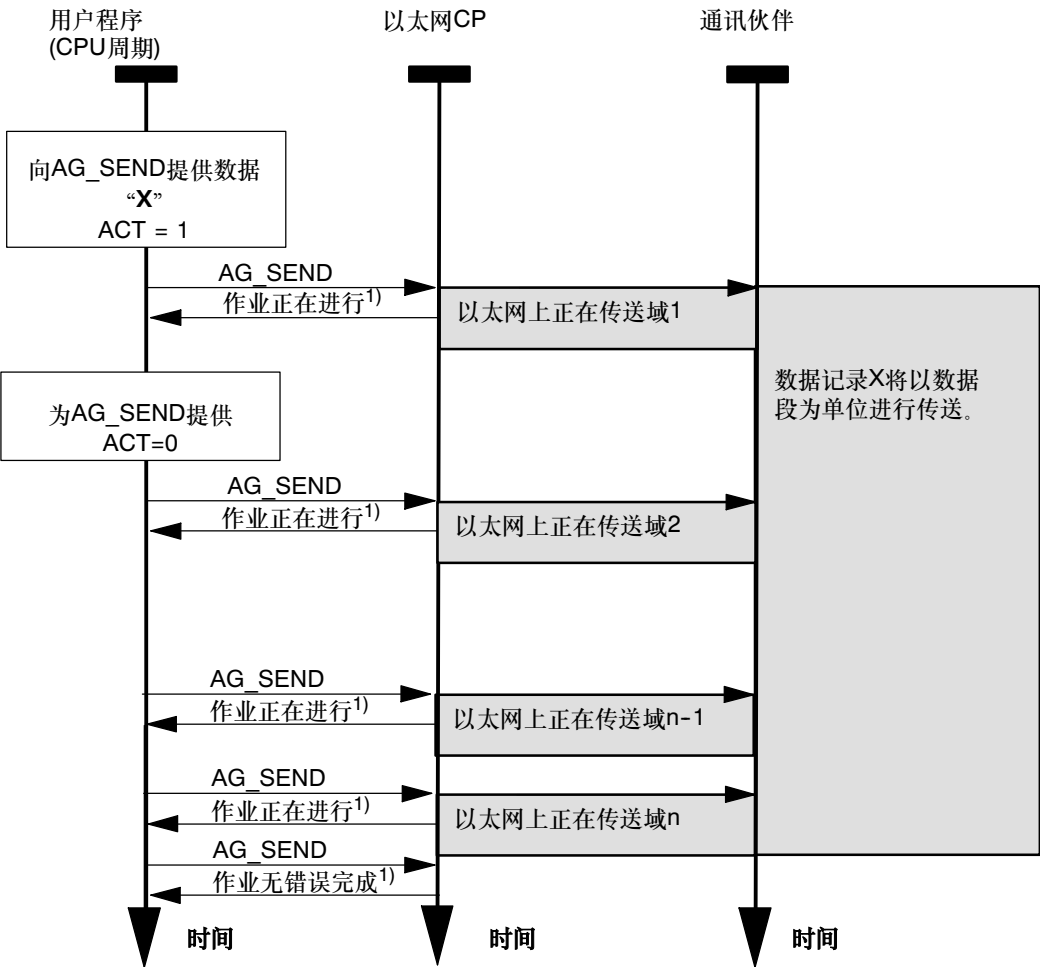 用户程序
(CPU周期)
以太网CP
通讯伙伴
向AG_SEND提供数据
“X”
ACT = 1
AG_SEND
作业正在进行1)
以太网上正在传送域1
数据记录X将以数据
段为单位进行传送。
为AG_SEND提供
ACT=0
AG_SEND
作业正在进行1)
以太网上正在传送域2
AG_SEND
作业正在进行1)
以太网上正在传送域n-1
AG_SEND
作业正在进行1)
以太网上正在传送域n
AG_SEND
作业无错误完成1)
时间
时间
时间